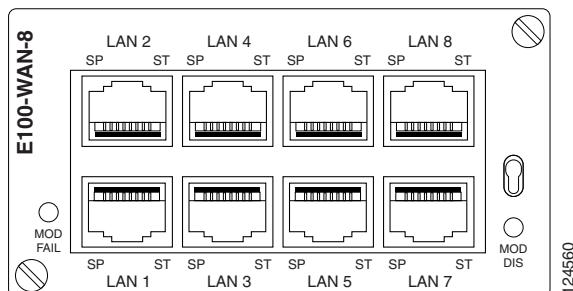 E100-WAN-8
LAN 2 LAN 4 LAN 6 LAN 8
SP ST SP ST SP ST SP ST
MOD
FAIL
MOD
DIS
SP ST SP ST SP ST SP ST
LAN 1 LAN 3 LAN 5 LAN 7
124560